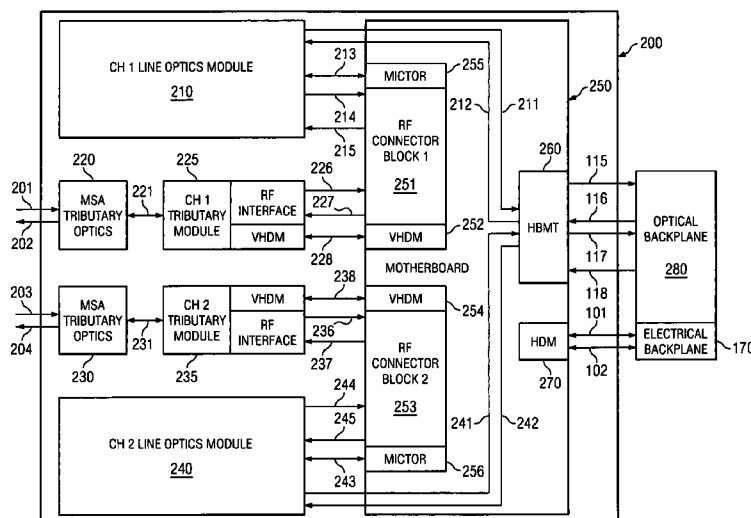 200
CH 1 LINE OPTICS MODULE
210
213
214
215
MICTOR
255
212
211
250
RF
CONNECTOR
BLOCK 1
251
VHDM
252
220
MSA
TRIBUTARY
OPTICS
201
202
221
225
CH 1
TRIBUTARY
MODULE
RF
INTERFACE
VHDM
226
227
228
MOTHERBOARD
260
HBMT
115
116
117
118
OPTICAL
BACKPLANE
280
203
204
MSA
TRIBUTARY
OPTICS
230
231
CH 2
TRIBUTARY
MODULE
235
VHDM
RF
INTERFACE
238
236
237
VHDM
254
RF
CONNECTOR
BLOCK 2
253
MICTOR
256
HDM
270
101
102
ELECTRICAL
BACKPLANE
170
244
245
243
241
242
CH 2 LINE OPTICS MODULE
240